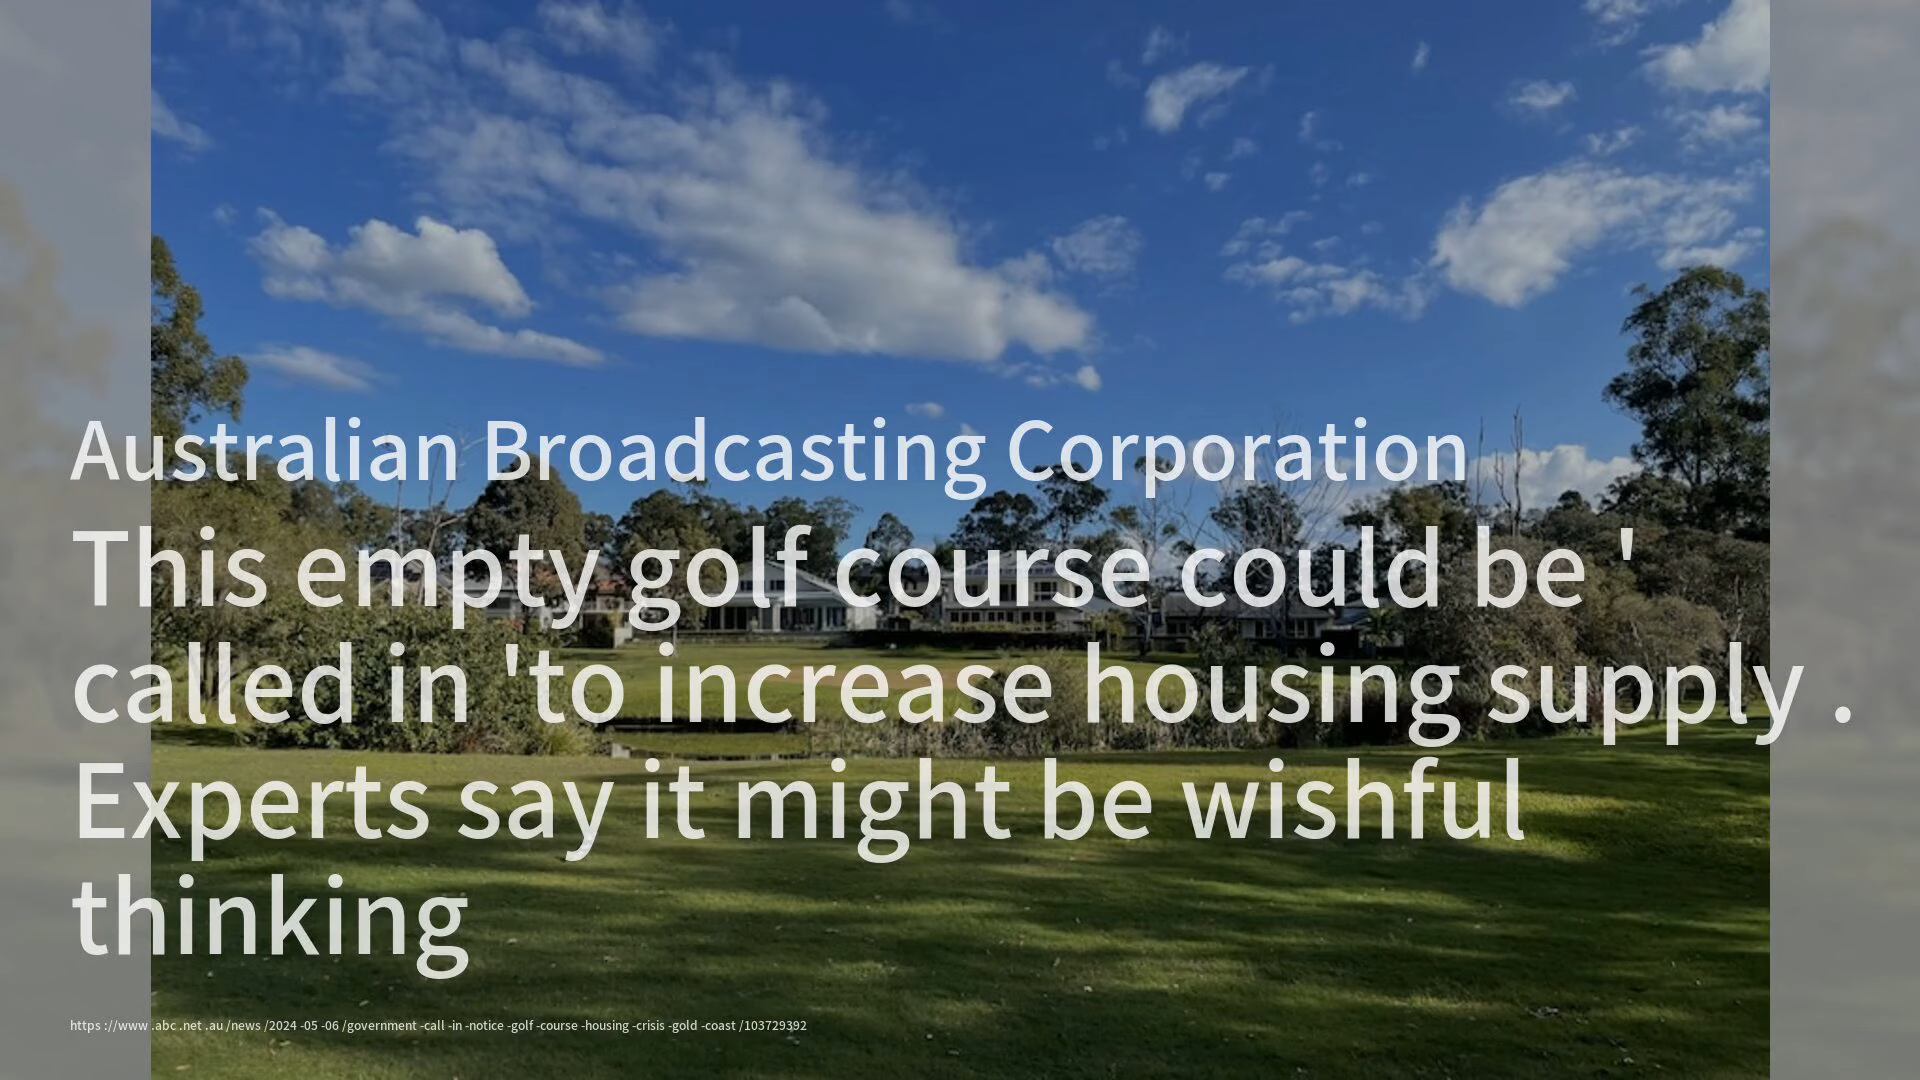 Australian Broadcasting Corporation
This empty golf course could be '
called in 'to increase housing supply .
Experts say it might be wishful
thinking
https ://www .abc .net .au /news /2024 -05 -06 /government -call -in -notice -golf -course -housing -crisis -gold -coast /103729392